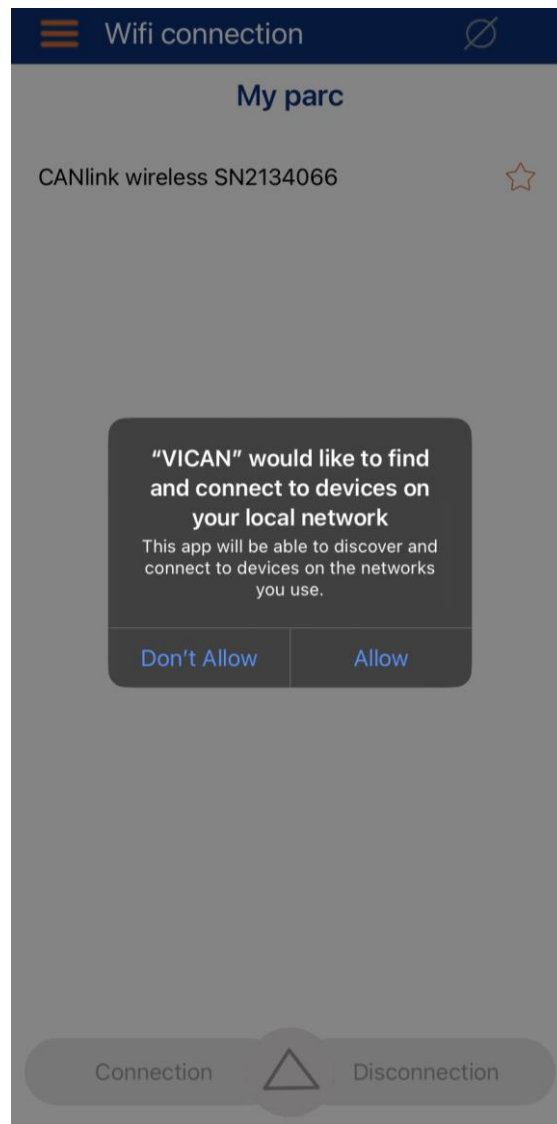 Wifi connection
My parc
CANlink wireless SN2134066
“VICAN” would like to find
and connect to devices on
your local network
This app will be able to discover and
connect to devices on the networks
you use.
Don’t Allow
Allow
Connection
Disconnection